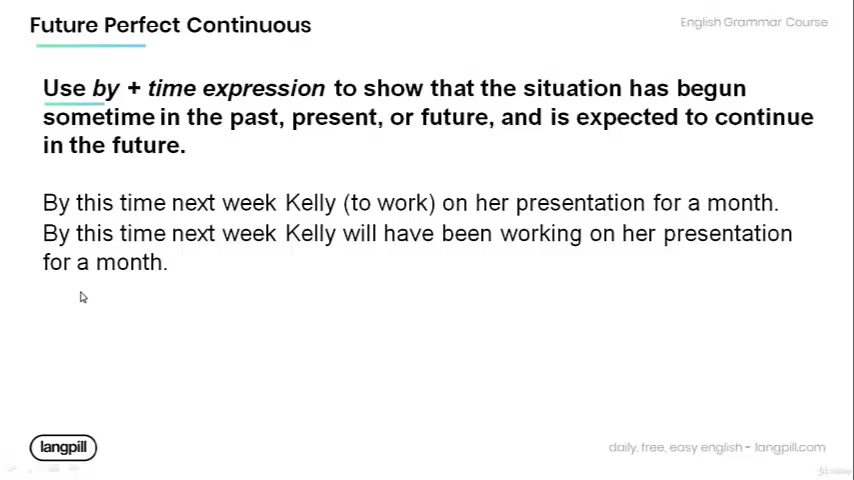 Future Perfect Continuous
English Grammar Course
Use by + time expression to show that the situation has begun
sometime in the past, present, or future, and is expected to continue
in the future.
By this time next week Kelly (to work) on her presentation for a month.
By this time next week Kelly will have been working on her presentation
for a month.
langpill
daily, free, easy english - langpill.com